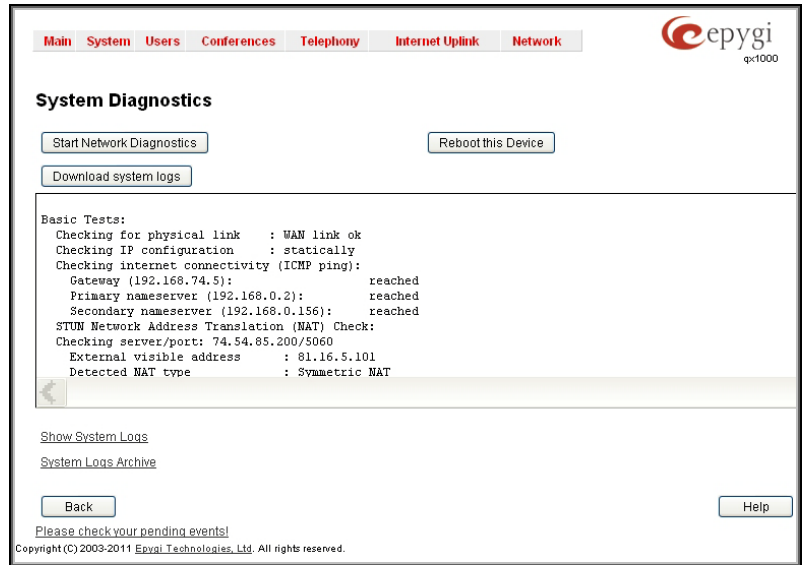 Main System Users Conferences Telephony Internet Uplink Network
epygi
qx1000
System Diagnostics
Start Network Diagnostics
Reboot this Device
Download system logs
Basic Tests:
Checking for physical link : WAN link ok
Checking IP configuration : statically
Checking internet connectivity (ICMP ping):
Gateway (192.168.74.5): reached
Primary nameserver (192.168.0.2): reached
Secondary nameserver (192.168.0.156): reached
STUN Network Address Translation (NAT) Check:
Checking server/port: 74.54.85.200/5060
External visible address : 81.16.5.101
Detected NAT type : Symmetric NAT
Show System Logs
System Logs Archive
Back
Help
Please check your pending events!
Copyright (C) 2003-2011 Epygi Technologies, Ltd. All rights reserved.